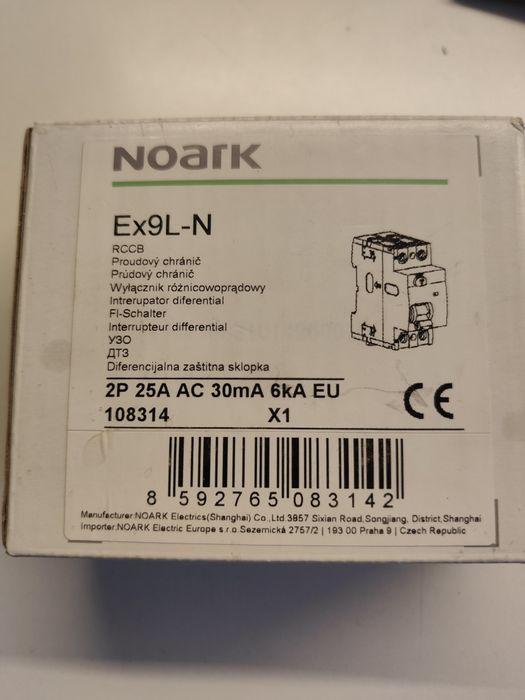 NOARK
Ex9L-N
RCCB
Proudový chránič
Prúdový chránič
Wyłącznik różnicowoprądowy
Intrerupator diferential
FI-Schalter
Interrupteur differential
УЗО
ДТЗ
Diferencijalna zaštitna sklopka
2P 25A AC 30mA 6kA EU
108314 X1
CE
8 592765 083142
Manufacturer:NOARK Electrics(Shanghai) Co.,Ltd 3857 Sixian Road,Songjiang, District,Shanghai
Importer:NOARK Electric Europe s.r.o.Sezemická 2757/2 | 193 00 Praha 9 | Czech Republic